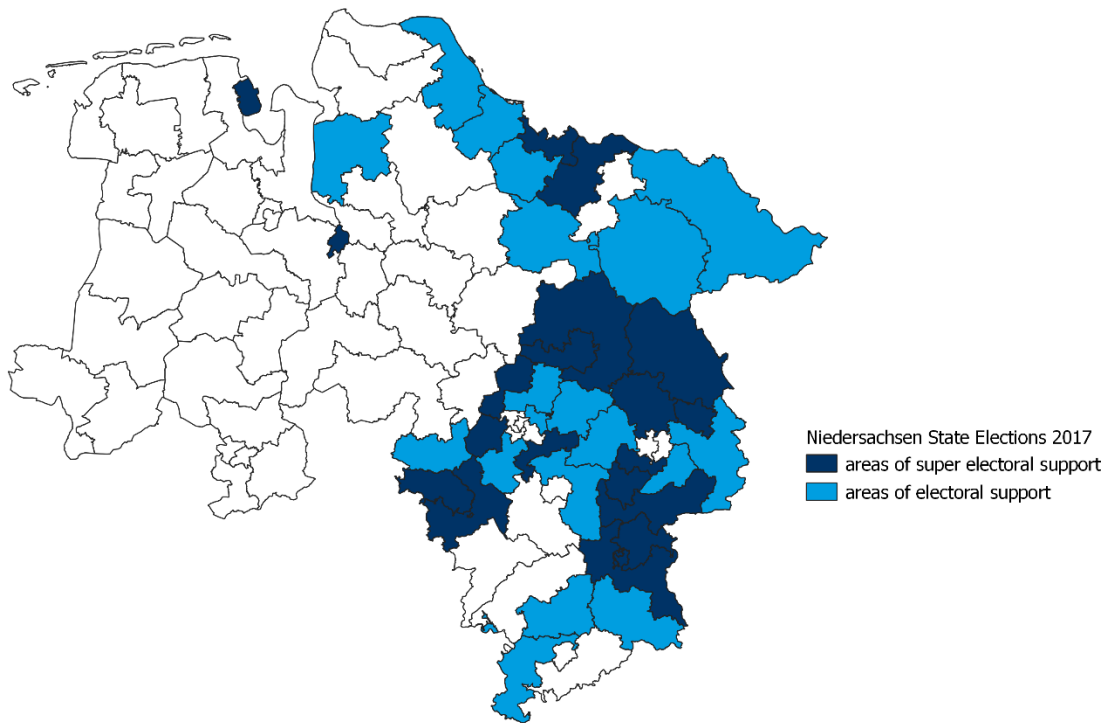 Niedersachsen State Elections 2017
areas of super electoral support
areas of electoral support